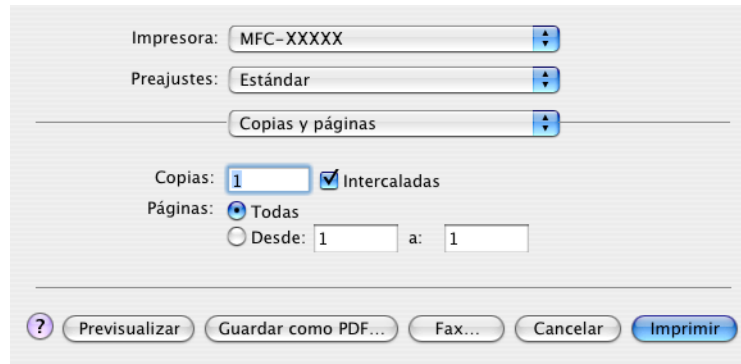 Impresora: MFC-XXXXX
Preajustes: Estándar
Copias y páginas
Copias: 1 Intercaladas
Páginas: Todas
Desde: 1 a: 1
? Previsualizar Guardar como PDF... Fax... Cancelar Imprimir